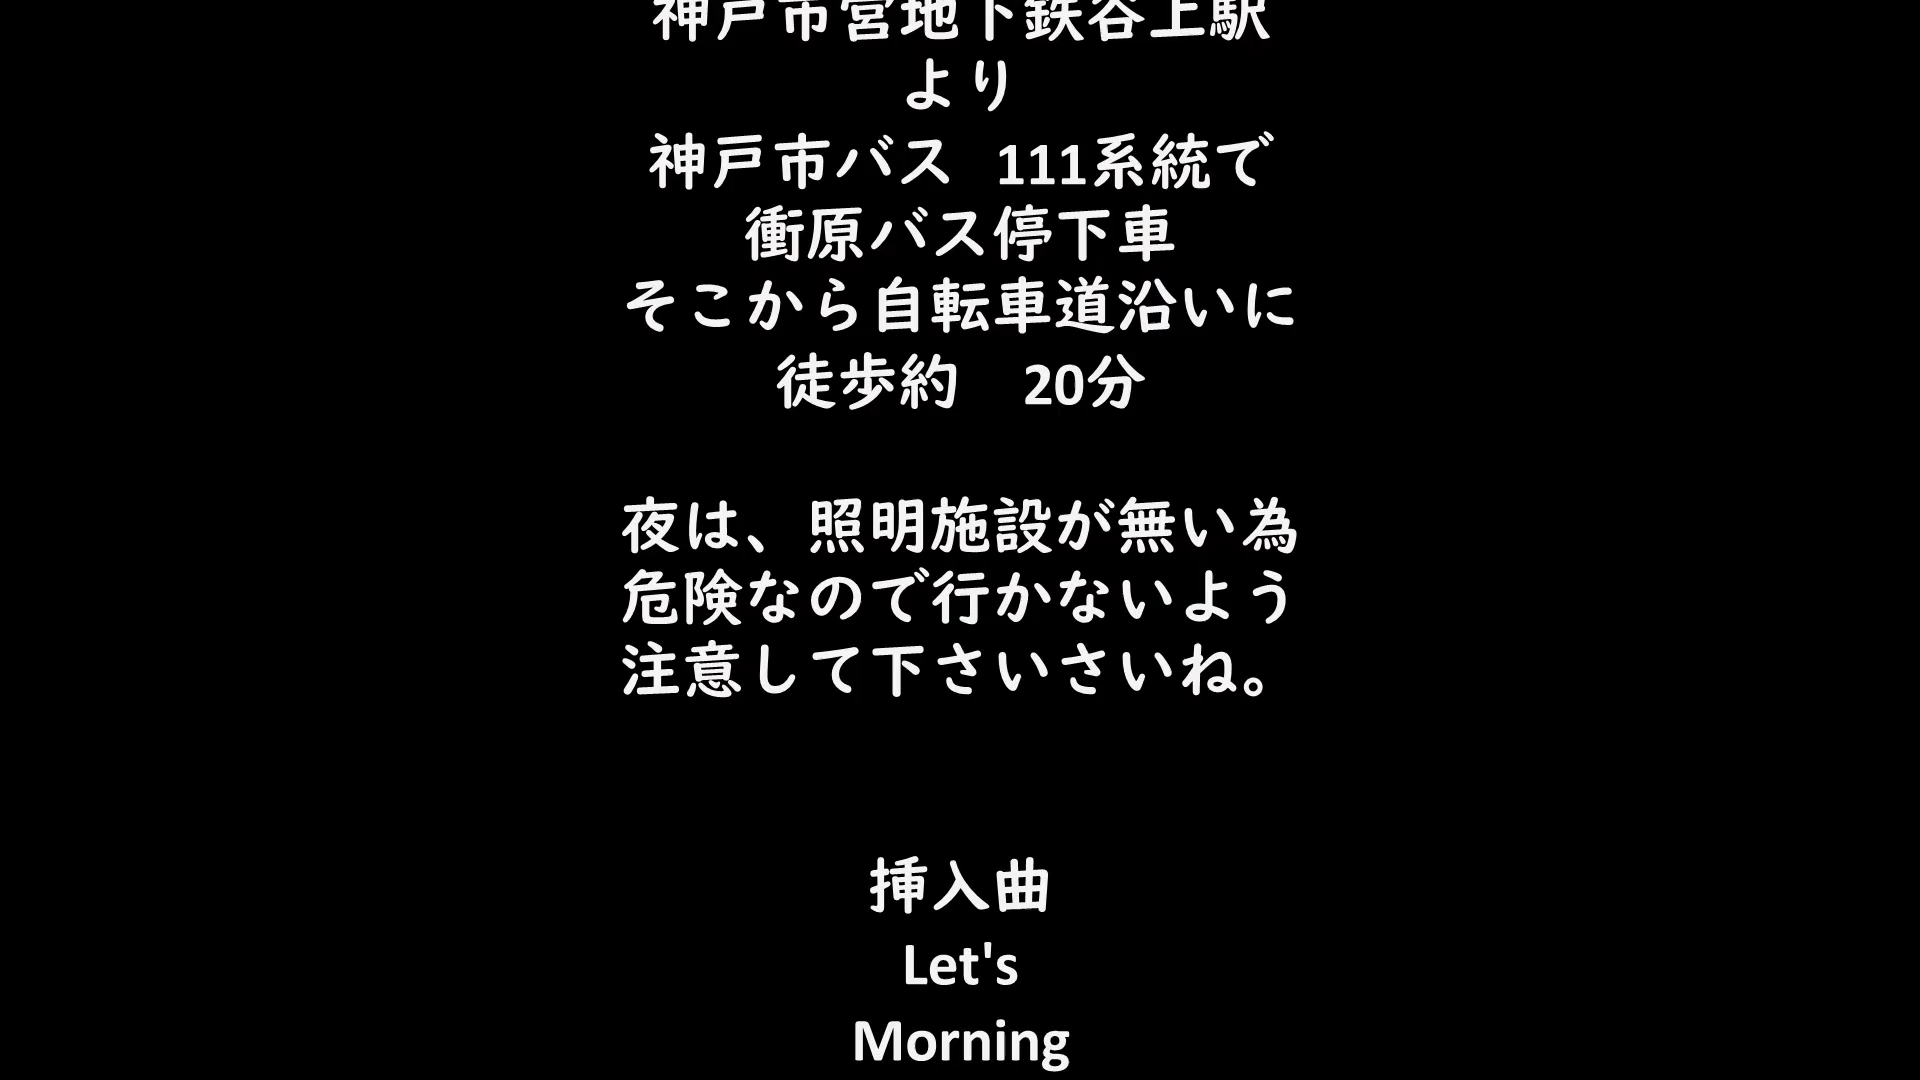 神戸市営地下鉄谷上駅
より
神戸市バス 111系統で
衝原バス停下車
そこから自転車道沿いに
徒歩約　20分
夜は、照明施設が無い為
危険なので行かないよう
注意して下さいさいね。
挿入曲
Let's
Morning